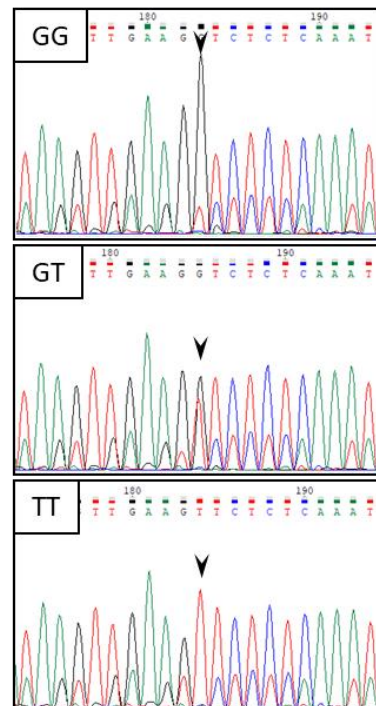 GG
180 190
T T G A A G T C T C T C A A A T
GT
180 190
T T G A A G G T C T C T C A A A T
TT
180 190
T T G A A G T T C T C T C A A A T